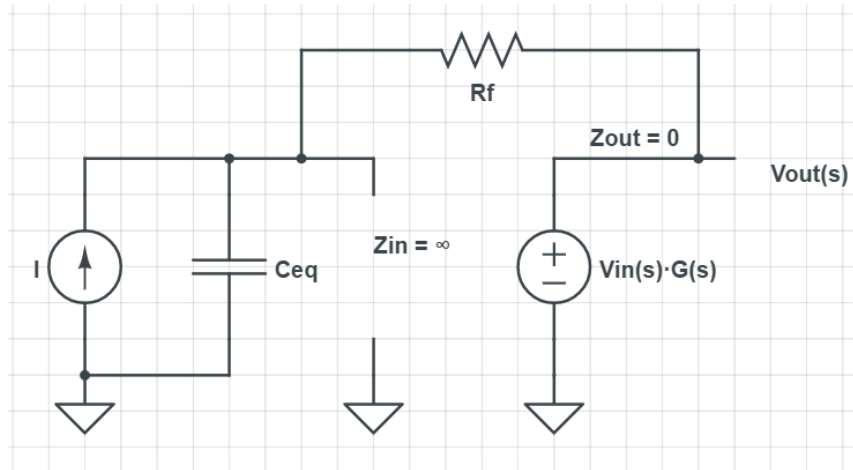 Rf
Zout = 0
Vout(s)
Zin = ∞
I
Ceq
+
−
Vin(s)·G(s)